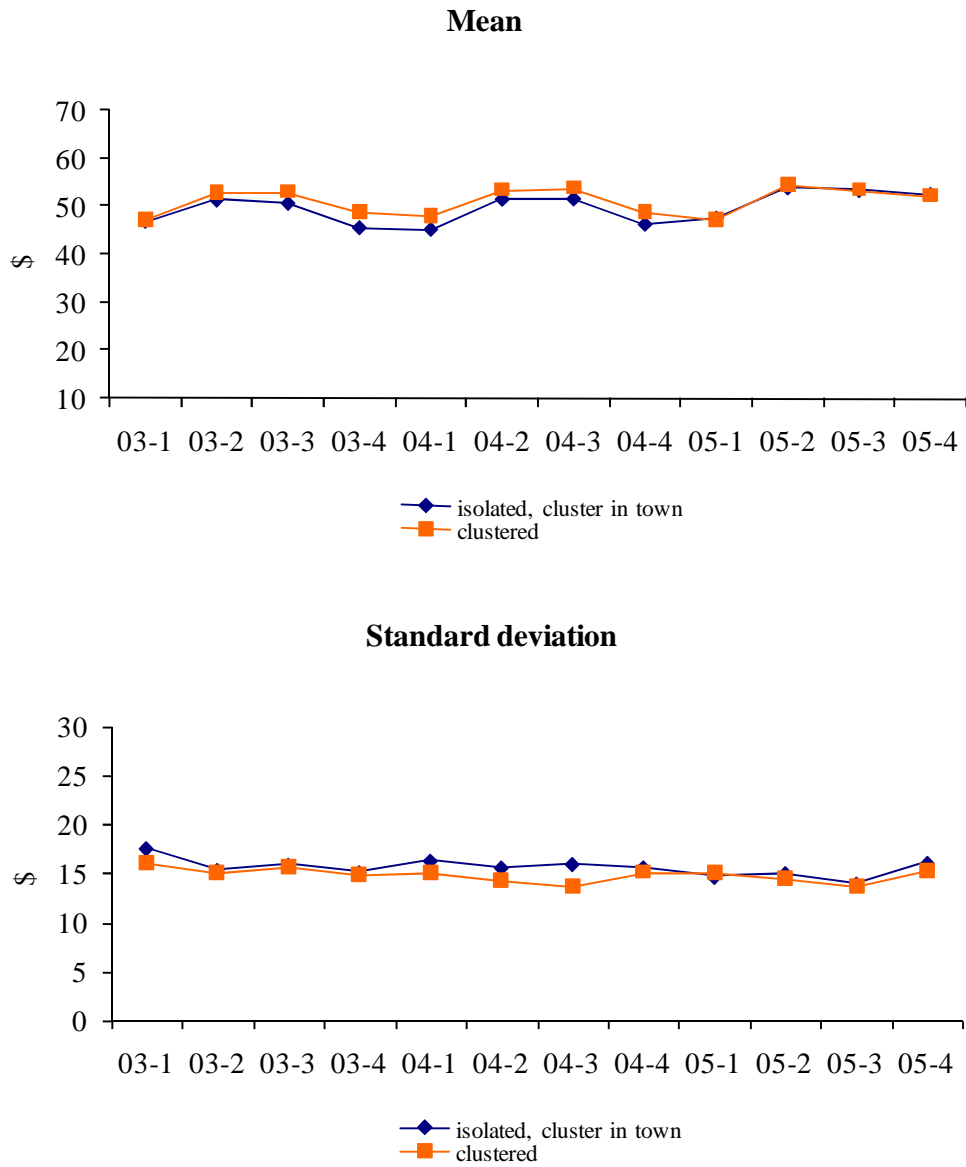 Mean
70
60
50
40
30
20
10
$
03-1 03-2 03-3 03-4 04-1 04-2 04-3 04-4 05-1 05-2 05-3 05-4
isolated, cluster in town
clustered
Standard deviation
30
25
20
15
10
5
0
$
03-1 03-2 03-3 03-4 04-1 04-2 04-3 04-4 05-1 05-2 05-3 05-4
isolated, cluster in town
clustered